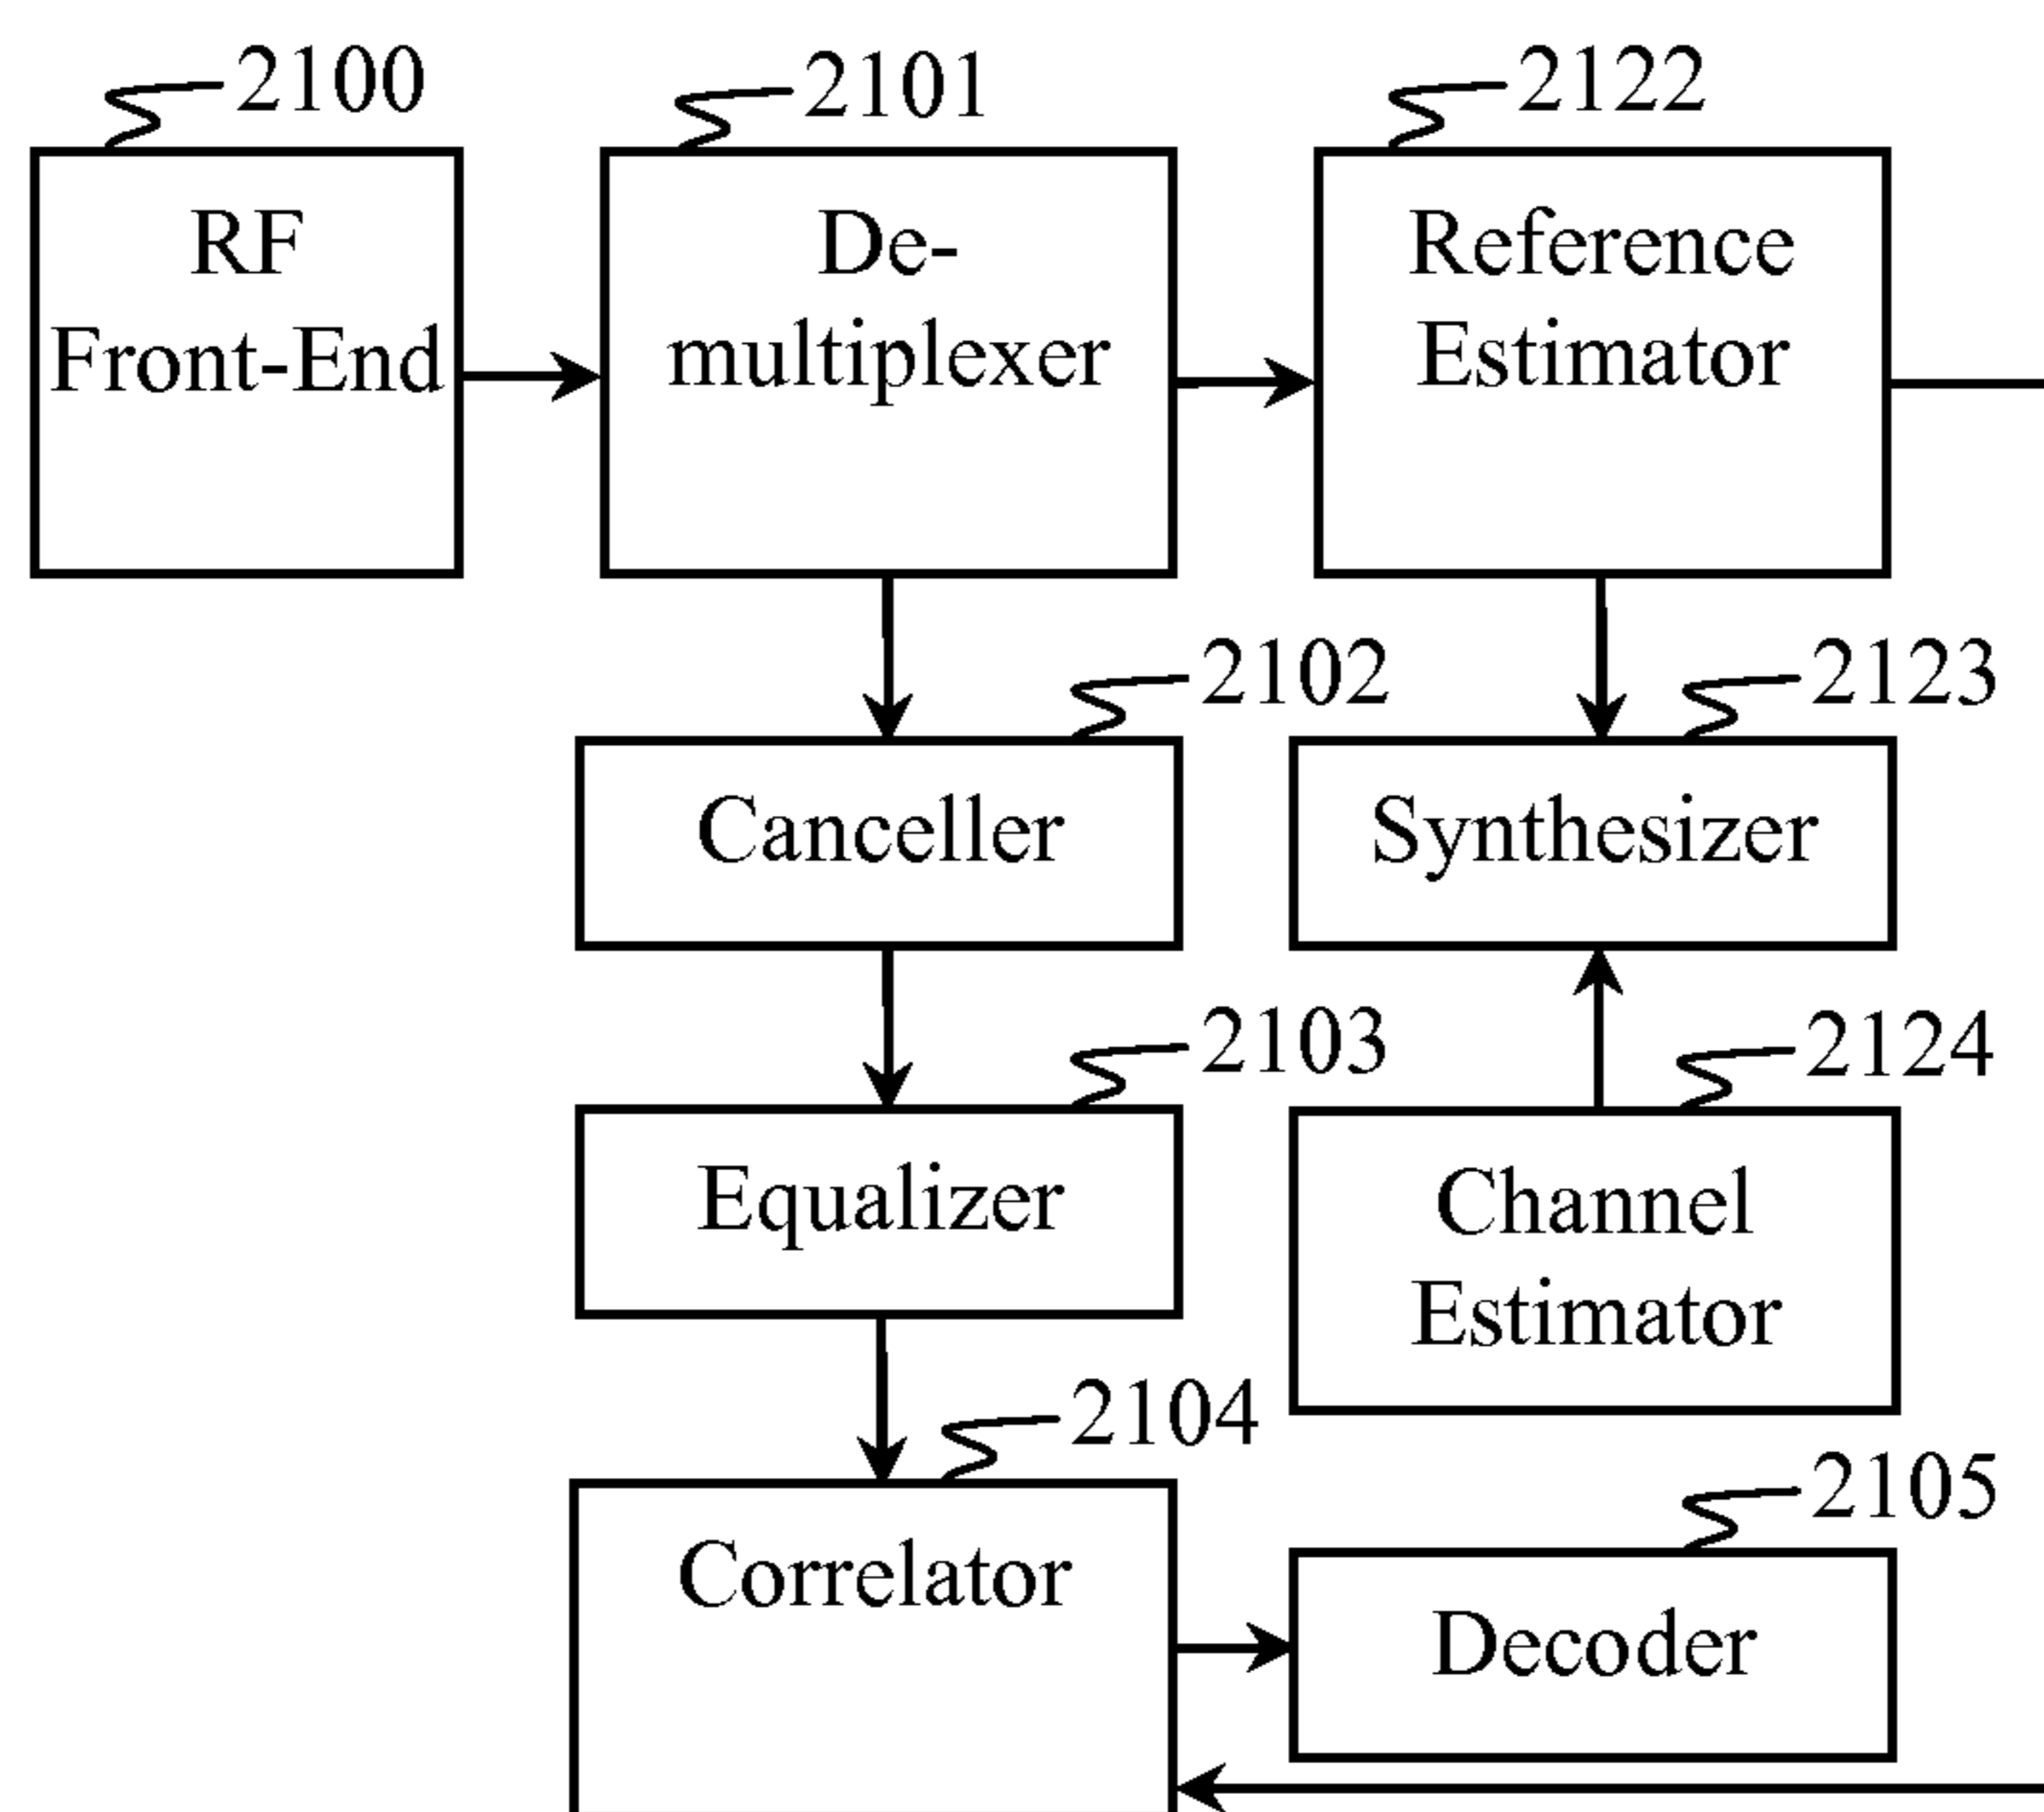 2100
2101
2122
RF
Front-End
De-
multiplexer
Reference
Estimator
2102
2123
Canceller
Synthesizer
2103
2124
Equalizer
Channel
Estimator
2104
2105
Correlator
Decoder